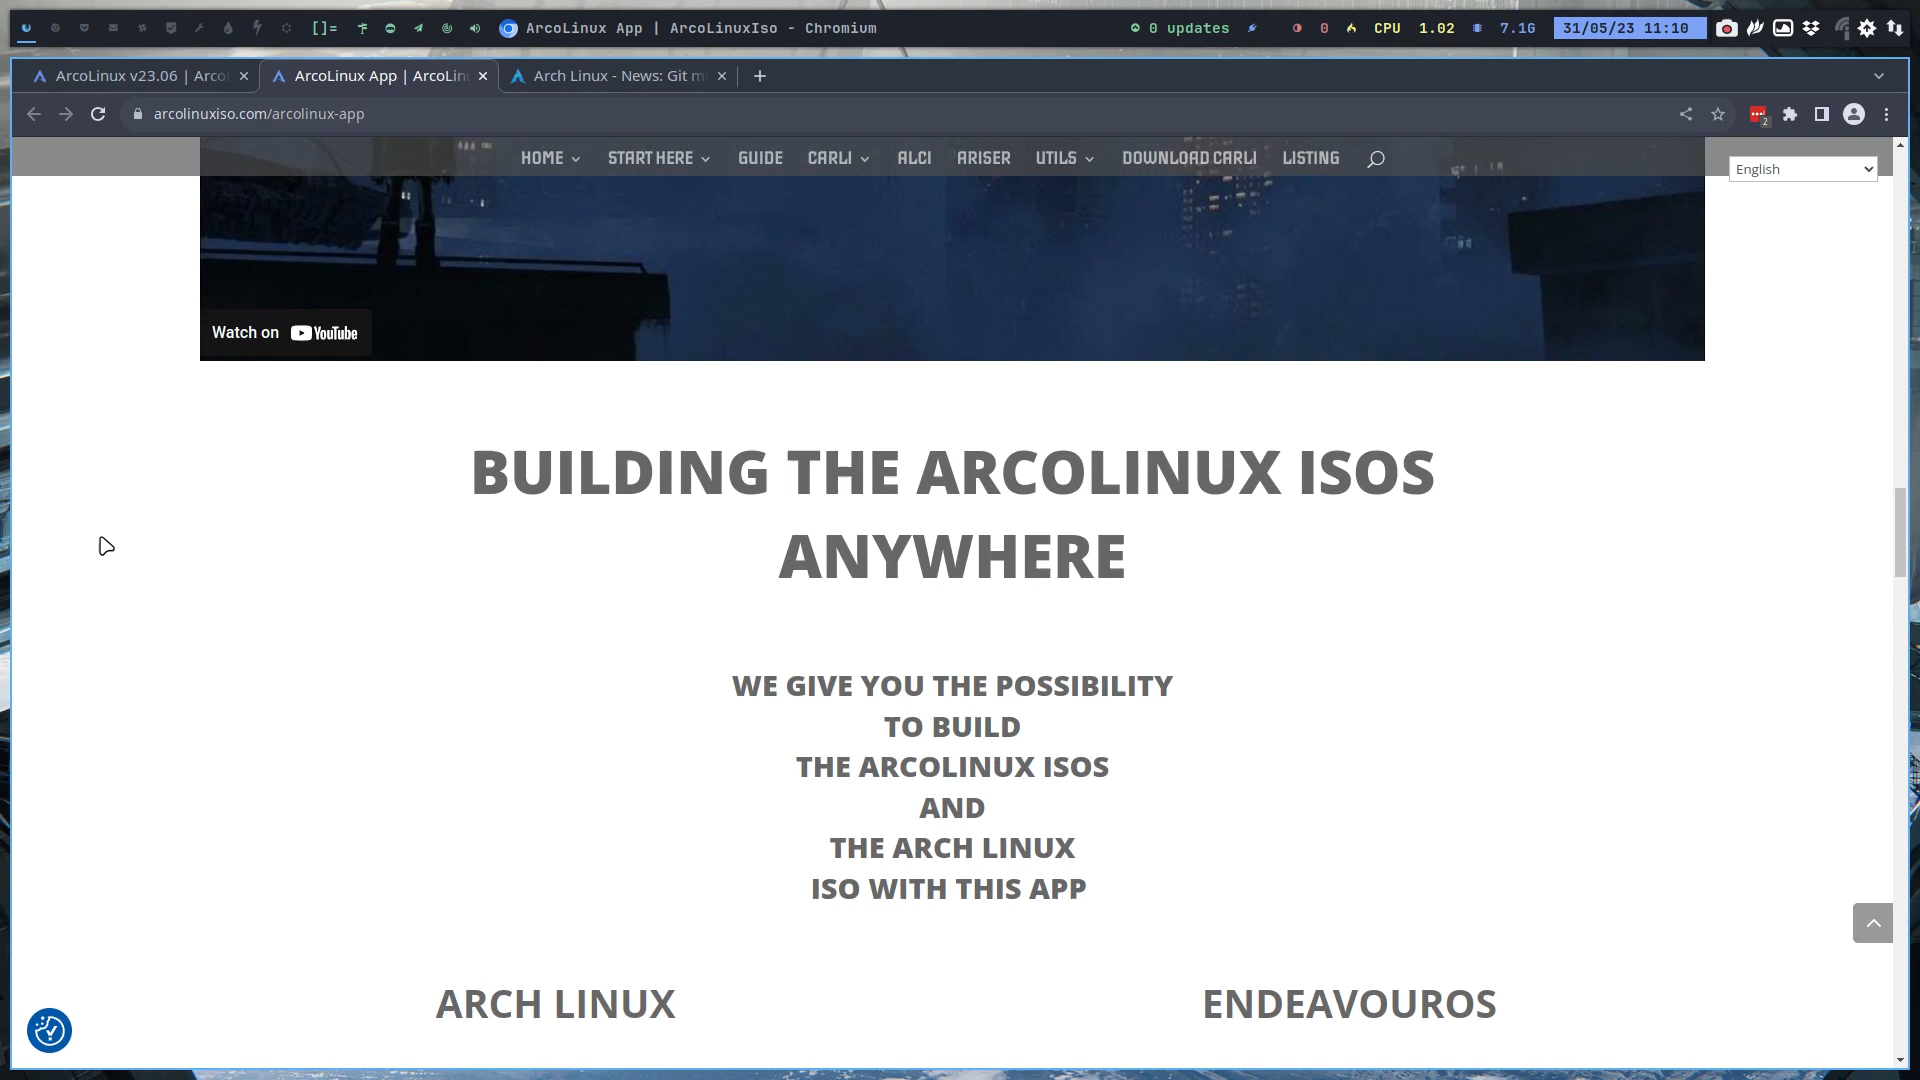 []= ArcoLinux App | ArcoLinuxIso - Chromium 0 updates 0 CPU 1.02 7.1G 31/05/23 11:10
ArcoLinux v23.06 | Arcol ArcoLinux App | ArcoLin Arch Linux - News: Git m
arcolinuxiso.com/arcolinux-app 2
HOME START HERE GUIDE CARLI ALCI ARISER UTILS DOWNLOAD CARLI LISTING
English
Watch on YouTube
BUILDING THE ARCOLINUX ISOS
ANYWHERE
WE GIVE YOU THE POSSIBILITY
TO BUILD
THE ARCOLINUX ISOS
AND
THE ARCH LINUX
ISO WITH THIS APP
ARCH LINUX ENDEAVOUROS